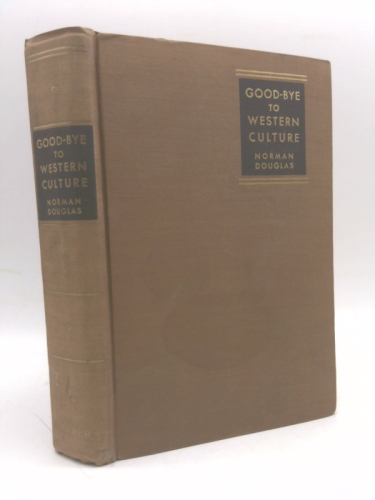 GOOD-BYE
TO
WESTERN
CULTURE
NORMAN
DOUGLAS
GOOD-BYE
TO
WESTERN
CULTURE
NORMAN
DOUGLAS